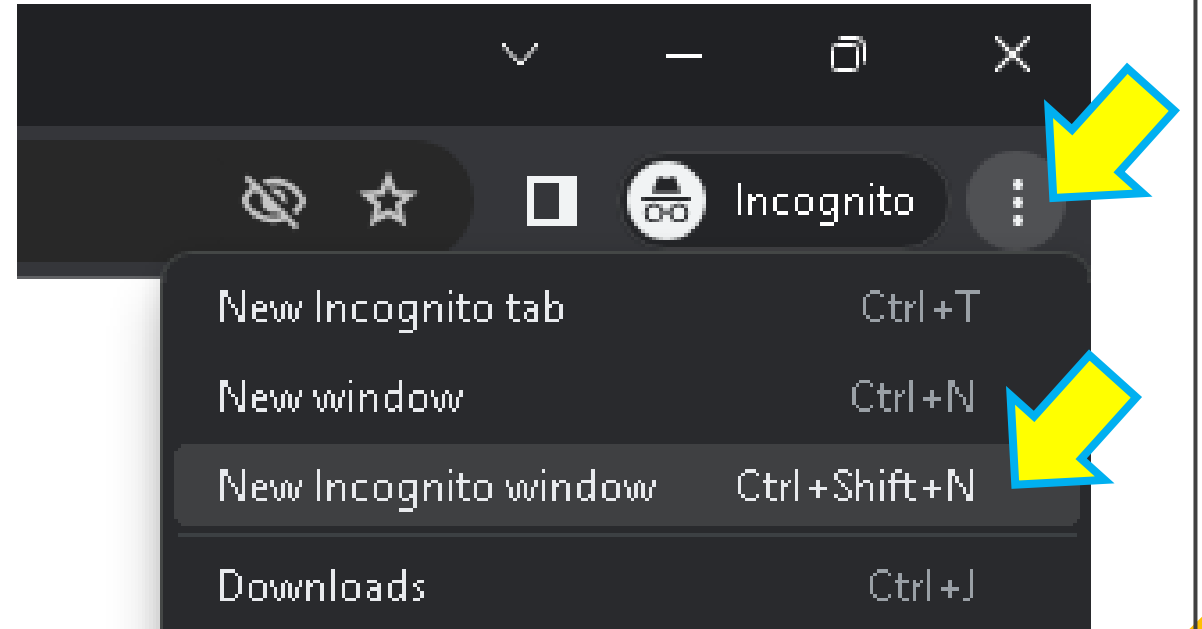 Incognito
New Incognito tab Ctrl+T
New window Ctrl+N
New Incognito window Ctrl+Shift+N
Downloads Ctrl+J